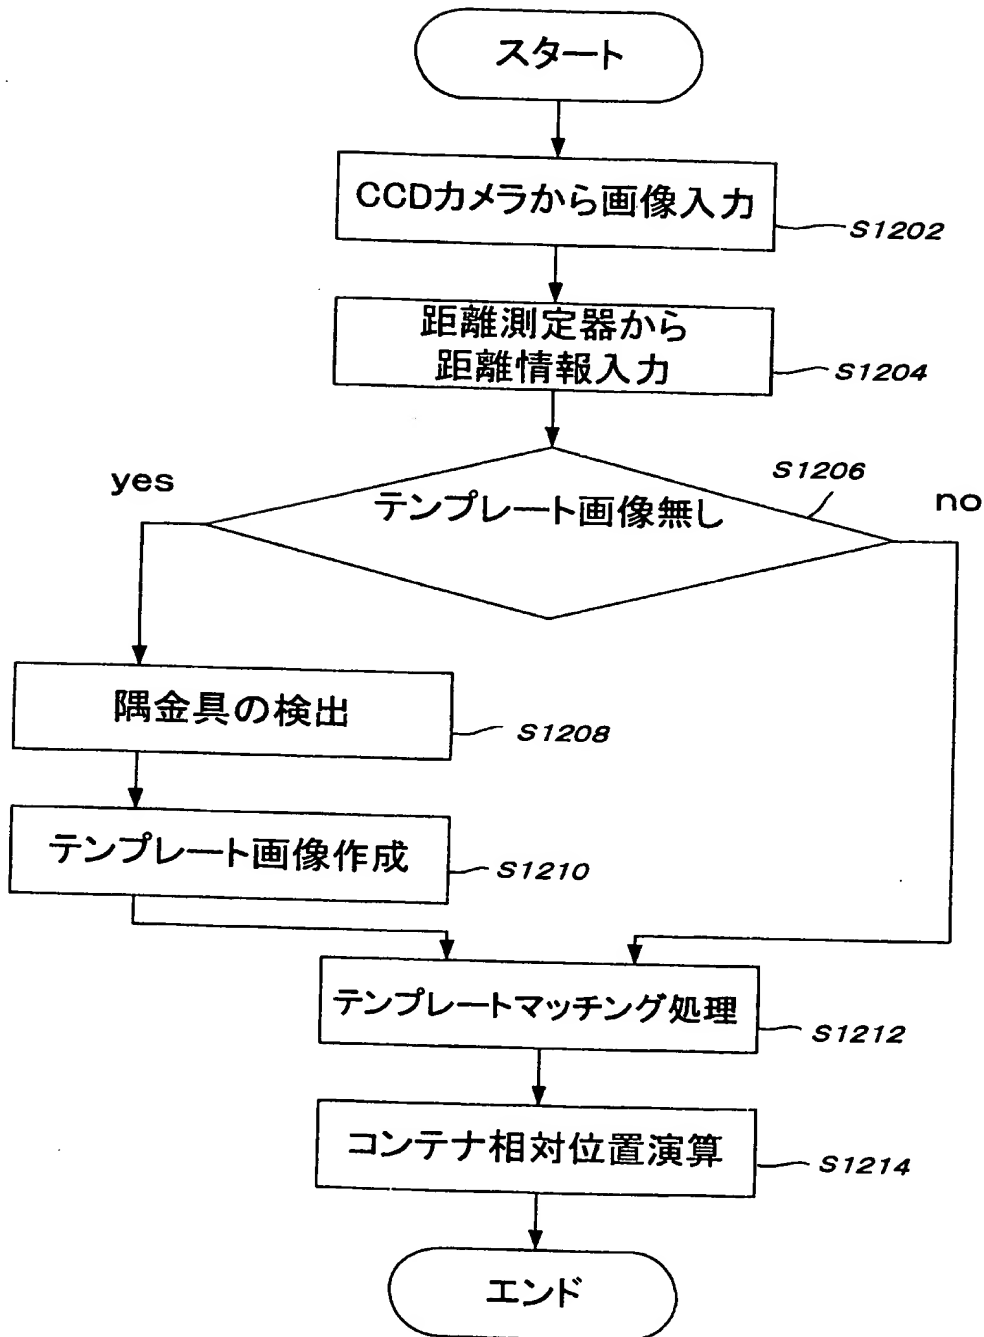 スタート
CCDカメラから画像入力
S1202
距離測定器から
距離情報入力
S1204
S1206
yes
テンプレート画像無し
no
隅金具の検出
S1208
テンプレート画像作成
S1210
テンプレートマッチング処理
S1212
コンテナ相対位置演算
S1214
エンド